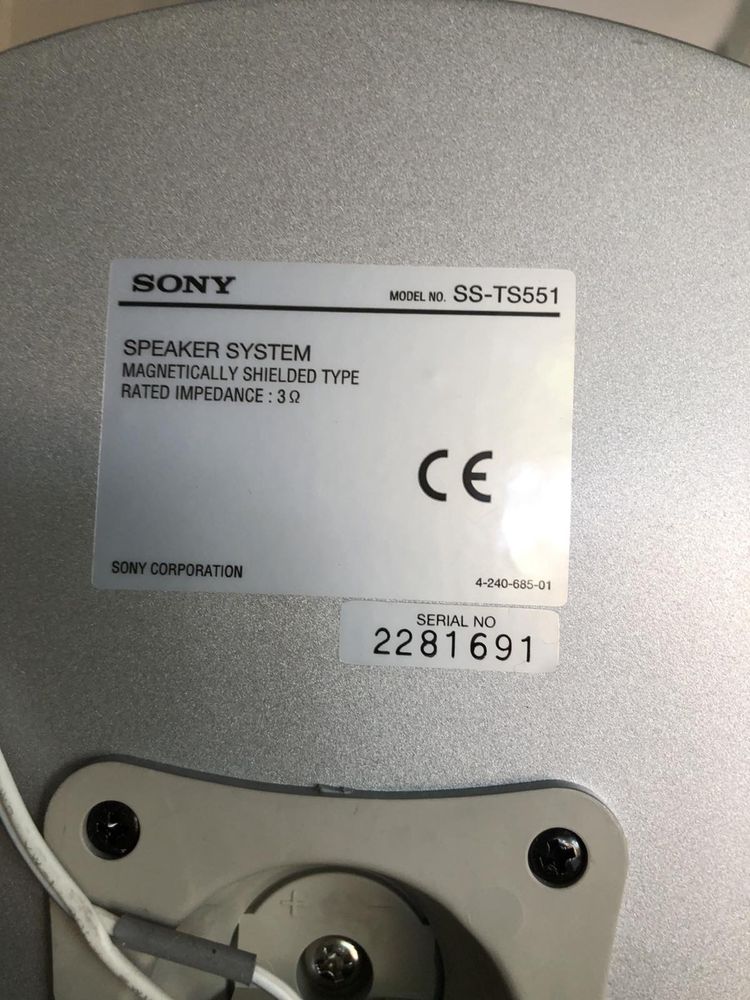 SONY
MODEL NO. SS-TS551
SPEAKER SYSTEM
MAGNETICALLY SHIELDED TYPE
RATED IMPEDANCE : 3 Ω
CE
SONY CORPORATION
4-240-685-01
SERIAL NO
2281691
+ −